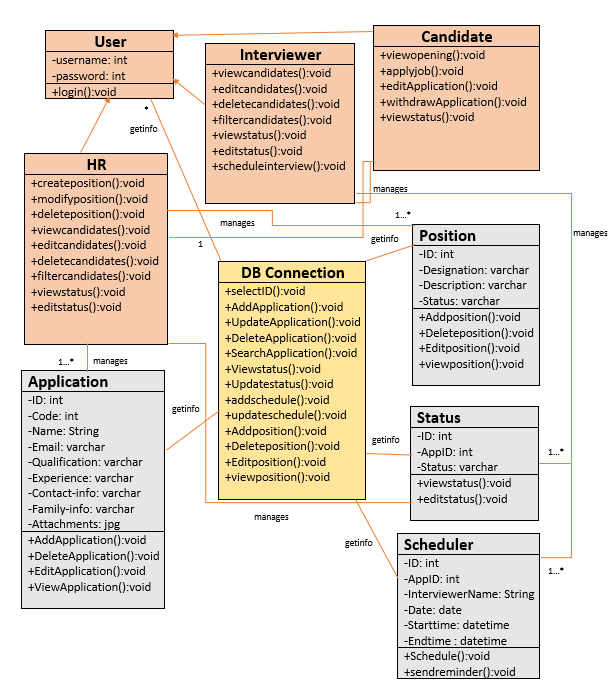 User
-username: int
-password: int
+login():void
Interviewer
+viewcandidates():void
+editcandidates():void
+deletecandidates():void
+filtercandidates():void
+viewstatus():void
+editstatus():void
+scheduleinterview():void
Candidate
+viewopening():void
+applyjob():void
+editApplication():void
+withdrawApplication():void
+viewstatus():void
*
getinfo
HR
+createposition():void
+modifyposition():void
+deleteposition():void
+viewcandidates():void
+editcandidates():void
+deletecandidates():void
+filtercandidates():void
+viewstatus():void
+editstatus():void
manages
manages
1...*
manages
1
getinfo
DB Connection
+selectID():void
+AddApplication():void
+UpdateApplication():void
+DeleteApplication():void
+SearchApplication():void
+Viewstatus():void
+Updatestatus():void
+addschedule():void
+updateschedule():void
+Addposition():void
+Deleteposition():void
+Editposition():void
+viewposition():void
Position
-ID: int
-Designation: varchar
-Description: varchar
-Status: varchar
+Addposition():void
+Deleteposition():void
+Editposition():void
+viewposition():void
1...*
manages
Application
-ID: int
-Code: int
-Name: String
-Email: varchar
-Qualification: varchar
-Experience: varchar
-Contact-info: varchar
-Family-info: varchar
-Attachments: jpg
+AddApplication():void
+DeleteApplication():void
+EditApplication():void
+ViewApplication():void
getinfo
getinfo
Status
-ID: int
-AppID: int
-Status: varchar
+viewstatus():void
+editstatus():void
1...*
manages
getinfo
Scheduler
-ID: int
-AppID: int
-InterviewerName: String
-Date: date
-Starttime: datetime
-Endtime : datetime
+Schedule():void
+sendreminder():void
1...*